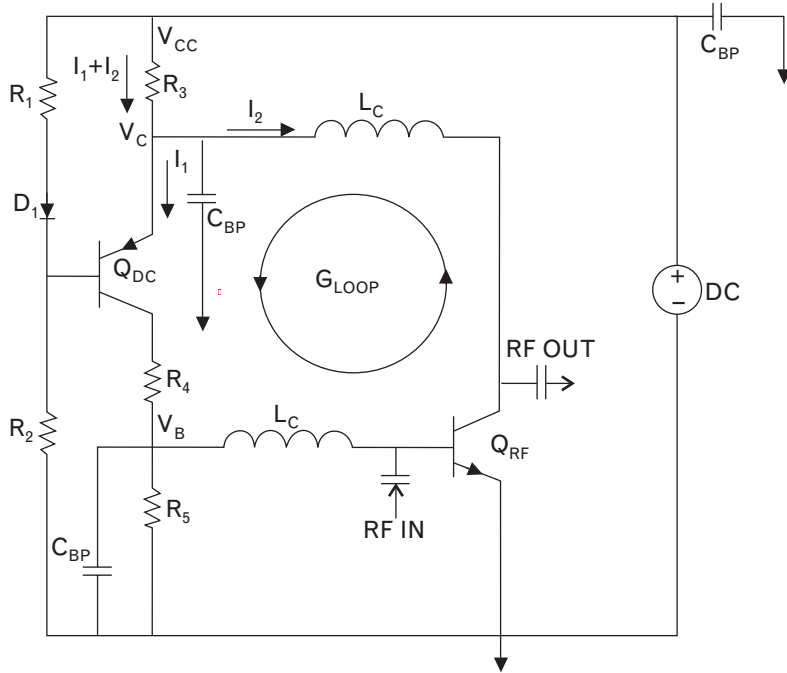 V_CC
C_BP
I_1+I_2
R_3
R_1
I_2
L_C
V_C
I_1
D_1
C_BP
Q_DC
G_LOOP
+
−
DC
RF OUT
R_4
R_2
V_B
L_C
Q_RF
R_5
RF IN
C_BP